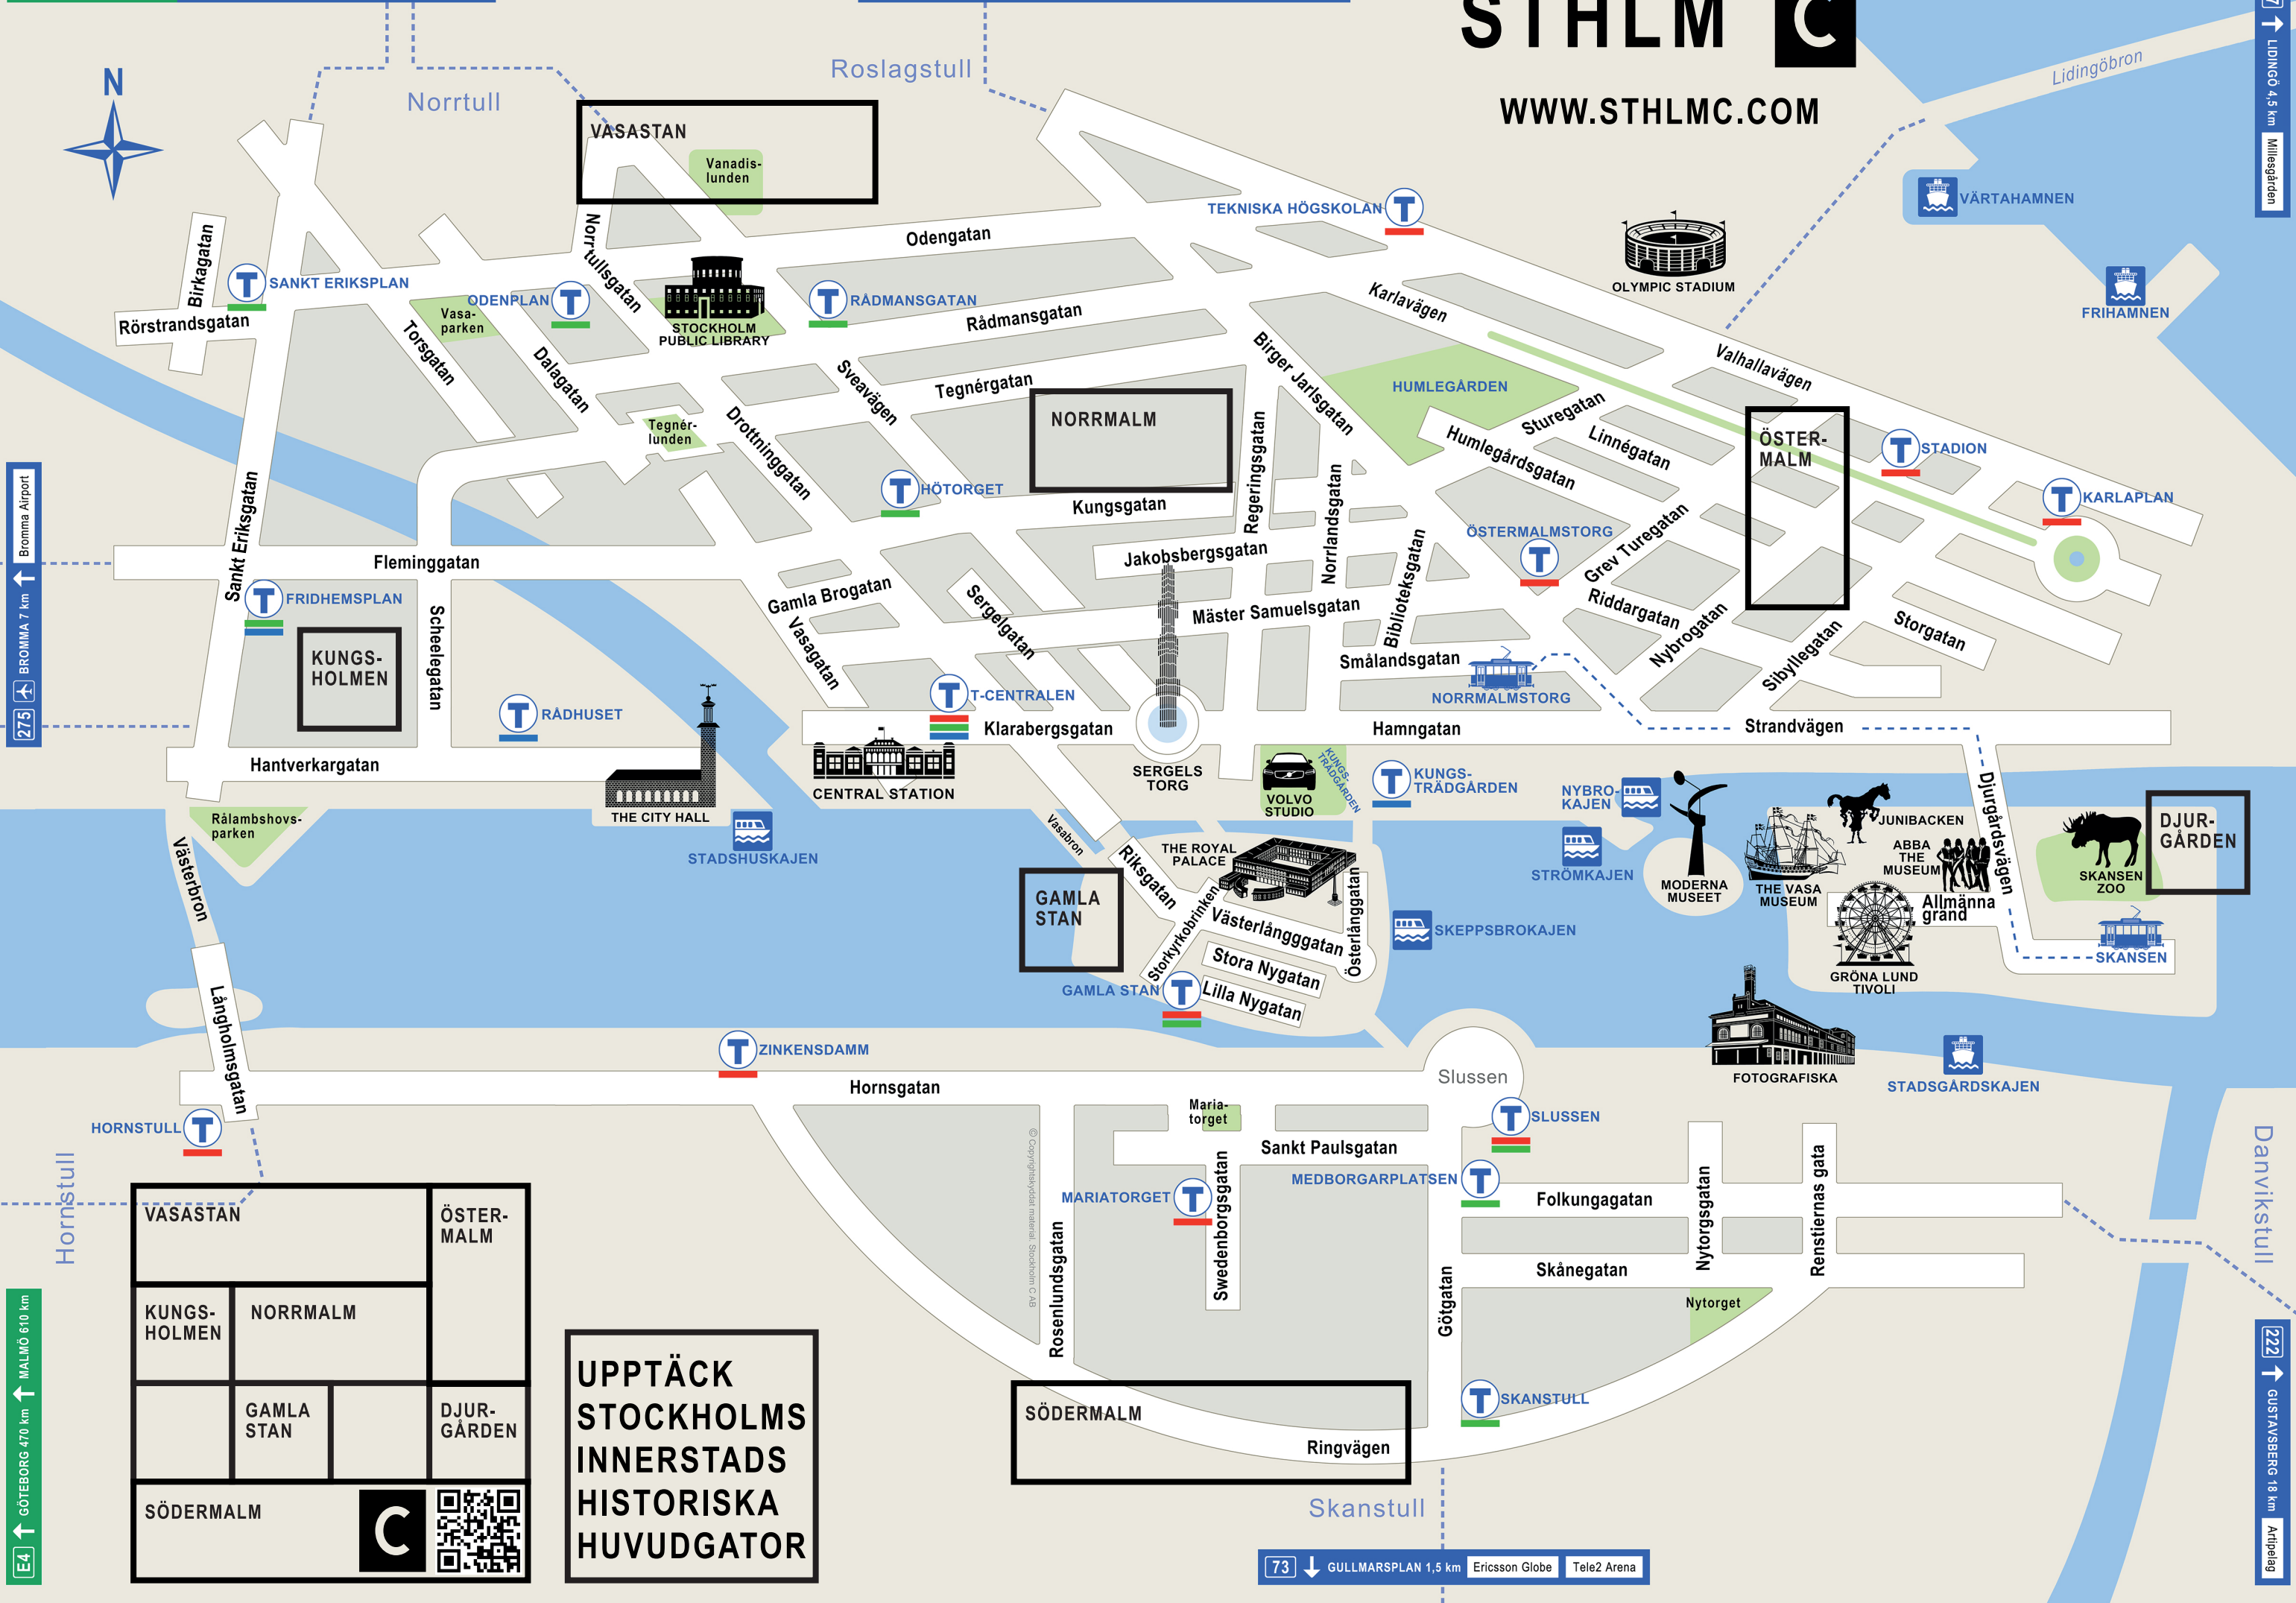 STHLM C
WWW.STHLMC.COM
N
Norrtull
Roslagstull
Lidingöbron
LIDINGÖ 4,5 km
Millesgården
VASASTAN
Vanadis-
lunden
TEKNISKA HÖGSKOLAN
T
VÄRTAHAMNEN
Birkagatan
Norrtullsgatan
Odengatan
OLYMPIC STADIUM
T
SANKT ERIKSPLAN
ODENPLAN
T
T
RÅDMANSGATAN
Karlavägen
FRIHAMNEN
Rörstrandsgatan
Vasa-
parken
STOCKHOLM
PUBLIC LIBRARY
Rådmansgatan
Torsgatan
Dalagatan
Sveavägen
Tegnérgatan
Birger Jarlsgatan
HUMLEGÅRDEN
Valhallavägen
Tegnér-
lunden
Drottninggatan
NORRMALM
Regeringsgatan
Sturegatan
Humlegårdsgatan
Linnégatan
ÖSTER-
MALM
T
STADION
T
HÖTORGET
Kungsgatan
Norrlandsgatan
T
KARLAPLAN
Sankt Eriksgatan
Fleminggatan
Jakobsbergsgatan
Biblioteksgatan
ÖSTERMALMSTORG
T
Grev Turegatan
T
FRIDHEMSPLAN
Scheelegatan
Gamla Brogatan
Sergelgatan
Mäster Samuelsgatan
Riddargatan
Nybrogatan
Sibyllegatan
Storgatan
KUNGS-
HOLMEN
Vasagatan
Smålandsgatan
NORRMALMSTORG
T
RÅDHUSET
T
T-CENTRALEN
Klarabergsgatan
Hamngatan
Strandvägen
Hantverkargatan
CENTRAL STATION
SERGELS
TORG
VOLVO
STUDIO
KUNGS-
TRÄDGÅRDEN
T
KUNGS-
TRÄDGÅRDEN
NYBRO-
KAJEN
Djurgårdsvägen
Rålambshovs-
parken
THE CITY HALL
STADSHUSKAJEN
Vasabron
Riksgatan
THE ROYAL
PALACE
STRÖMKAJEN
MODERNA
MUSEET
THE VASA
MUSEUM
JUNIBACKEN
ABBA
THE
MUSEUM
SKANSEN
ZOO
DJUR-
GÅRDEN
Västerbron
GAMLA
STAN
Storkyrkobrinken
Västerlångggatan
Österlånggatan
SKEPPSBROKAJEN
Allmänna
gränd
Stora Nygatan
Lilla Nygatan
GAMLA STAN
T
GRÖNA LUND
TIVOLI
SKANSEN
Långholmsgatan
T
ZINKENSDAMM
Hornsgatan
Slussen
FOTOGRAFISKA
STADSGÅRDSKAJEN
HORNSTULL
T
Maria-
torget
Sankt Paulsgatan
T
SLUSSEN
MEDBORGARPLATSEN
T
MARIATORGET
T
Swedenborgsgatan
Folkungagatan
Nytorgsgatan
Renstiernas gata
Rosenlundsgatan
Götgatan
Skånegatan
Nytorget
© Copyrightskyddat material. Stockholm C AB
T
SKANSTULL
SÖDERMALM
Ringvägen
Skanstull
Hornstull
Danvikstull
275 BROMMA 7 km
Bromma Airport
E4 GÖTEBORG 470 km MALMÖ 610 km
222 GUSTAVSBERG 18 km
Artipelag
73 GULLMARSPLAN 1,5 km Ericsson Globe Tele2 Arena
VASASTAN
ÖSTER-
MALM
KUNGS-
HOLMEN
NORRMALM
GAMLA
STAN
DJUR-
GÅRDEN
SÖDERMALM
C
UPPTÄCK
STOCKHOLMS
INNERSTADS
HISTORISKA
HUVUDGATOR